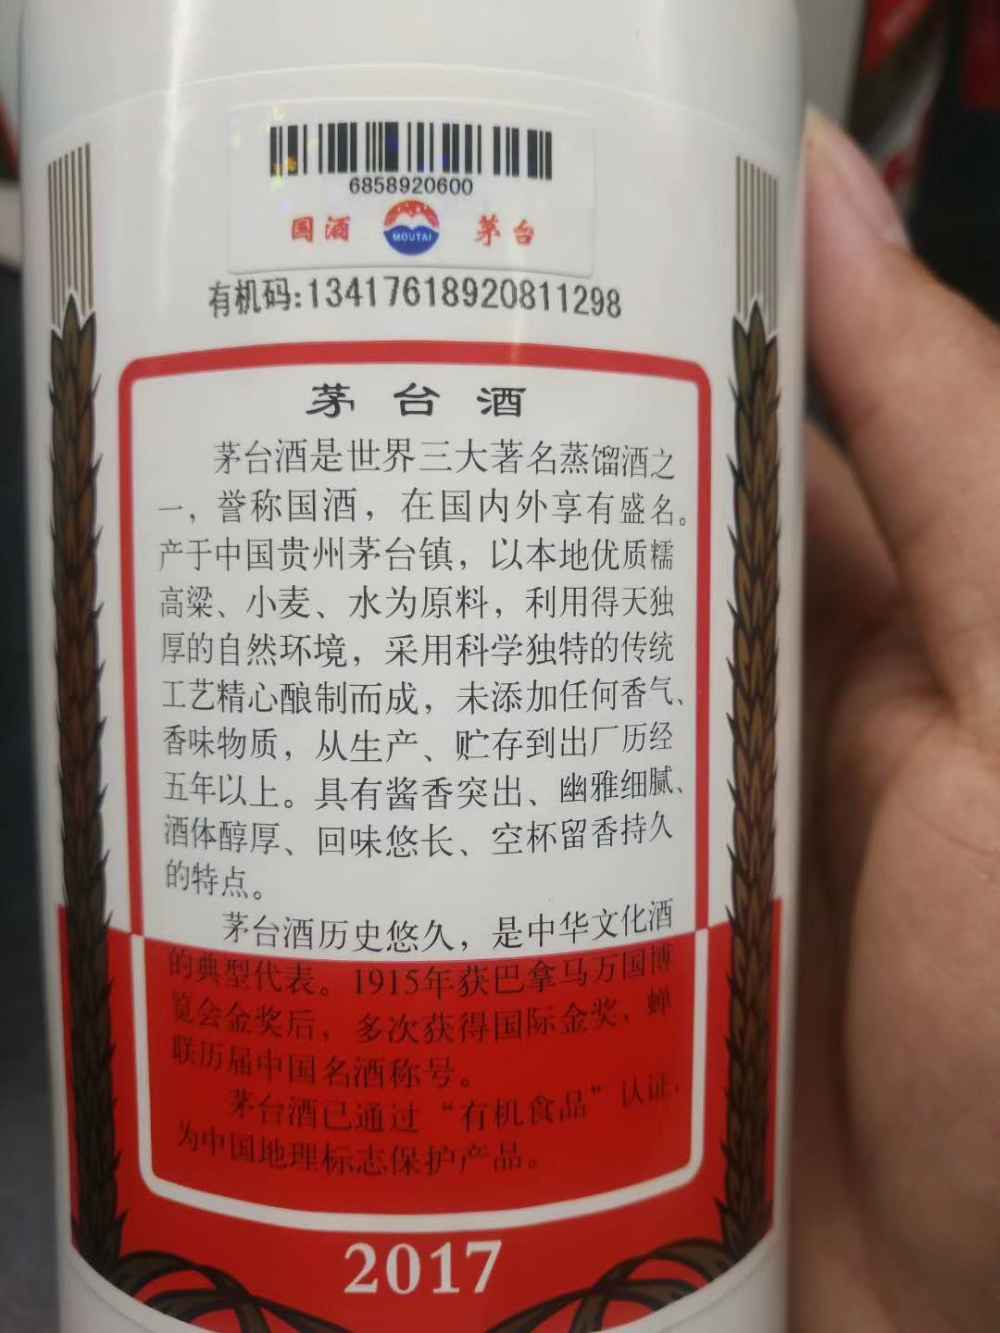 6858920600
国酒 MOUTAI 茅台
有机码:13417618920811298
茅台酒
茅台酒是世界三大著名蒸馏酒之
一，誉称国酒，在国内外享有盛名。
产于中国贵州茅台镇，以本地优质糯
高粱、小麦、水为原料，利用得天独
厚的自然环境，采用科学独特的传统
工艺精心酿制而成，未添加任何香气、
香味物质，从生产、贮存到出厂历经
五年以上。具有酱香突出、幽雅细腻、
酒体醇厚、回味悠长、空杯留香持久
的特点。
茅台酒历史悠久，是中华文化酒
的典型代表。1915年获巴拿马万国博
览会金奖后，多次获得国际金奖，蝉
联历届中国名酒称号。
茅台酒已通过“有机食品”认证，
为中国地理标志保护产品。
2017